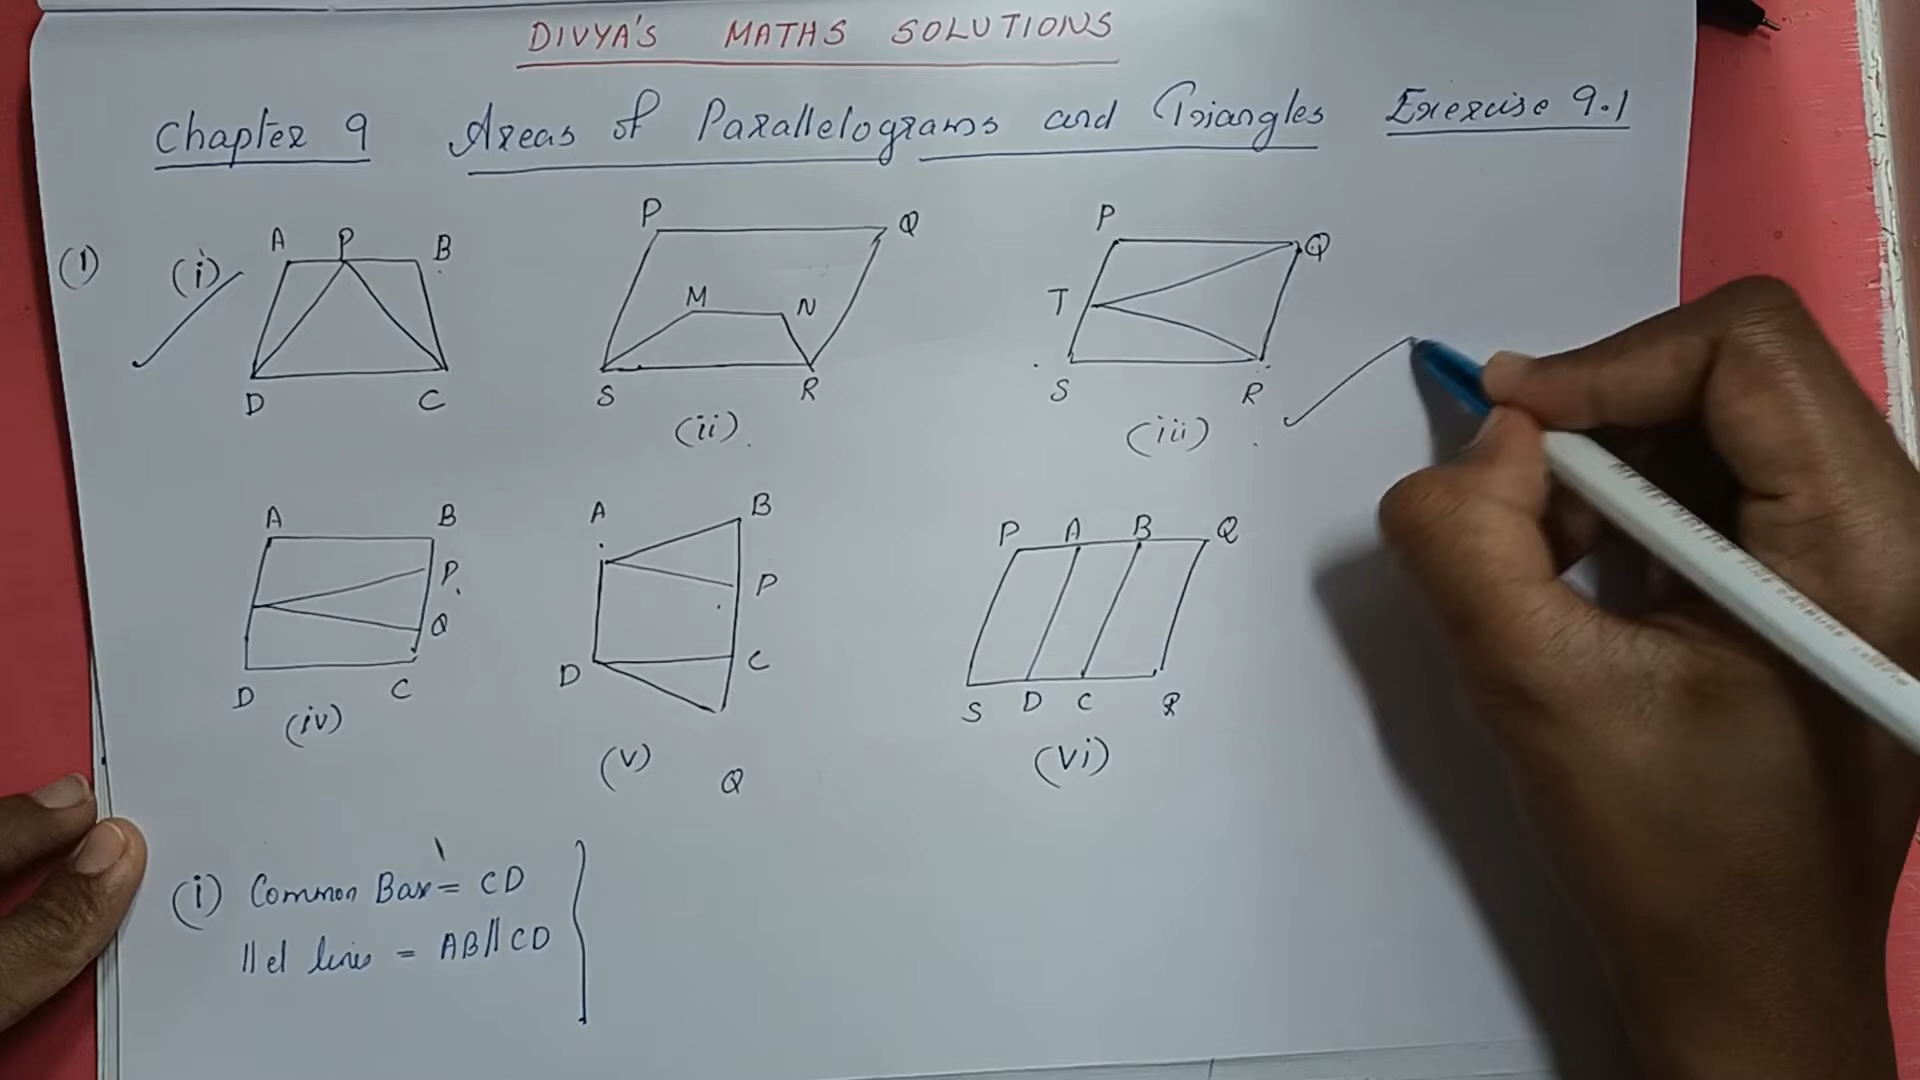 DIVYA'S MATHS SOLUTIONS
Chapter 9 Areas of Parallelograms and Triangles Exercise 9.1
(1) (i) A P B
D C
P Q
M N
S R
(ii)
P Q
T
S R
(iii)
A B
P
Q
D C
(iv)
A B
P
D C
Q
(v)
P A B Q
S D C R
(vi)
(i) Common Base = CD
||el lines = AB||CD